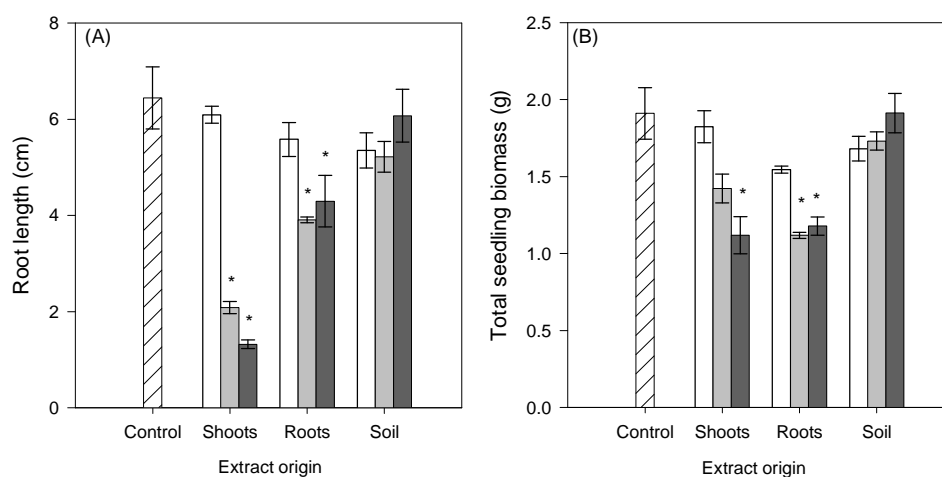 (A)
Root length (cm)
8
6
4
2
0
*
*
*
*
Control Shoots Roots Soil
Extract origin
(B)
Total seedling biomass (g)
2.5
2.0
1.5
1.0
0.5
0.0
*
*
*
Control Shoots Roots Soil
Extract origin